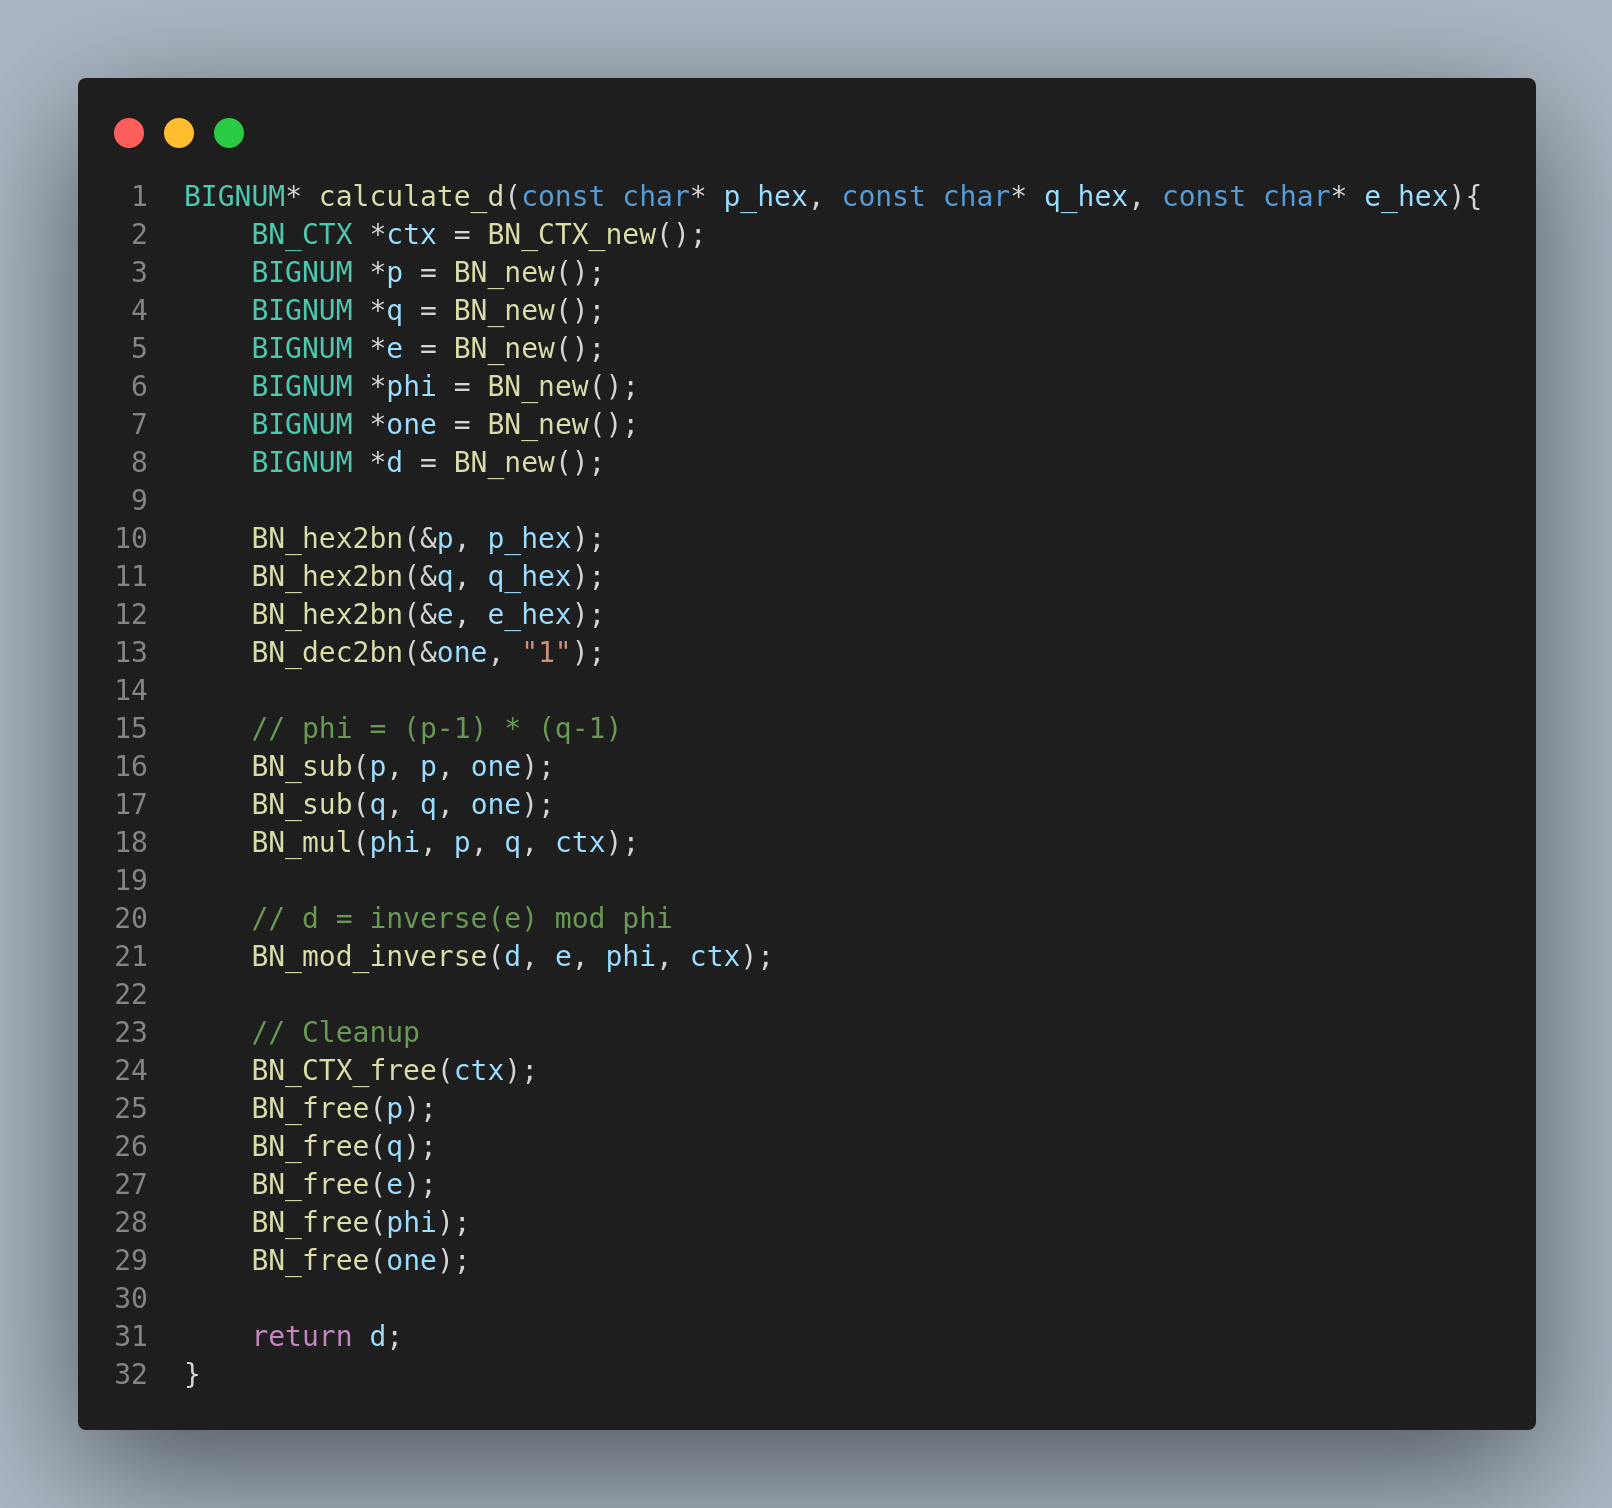 1 BIGNUM* calculate_d(const char* p_hex, const char* q_hex, const char* e_hex){
2     BN_CTX *ctx = BN_CTX_new();
3     BIGNUM *p = BN_new();
4     BIGNUM *q = BN_new();
5     BIGNUM *e = BN_new();
6     BIGNUM *phi = BN_new();
7     BIGNUM *one = BN_new();
8     BIGNUM *d = BN_new();
9
10     BN_hex2bn(&p, p_hex);
11     BN_hex2bn(&q, q_hex);
12     BN_hex2bn(&e, e_hex);
13     BN_dec2bn(&one, "1");
14
15     // phi = (p-1) * (q-1)
16     BN_sub(p, p, one);
17     BN_sub(q, q, one);
18     BN_mul(phi, p, q, ctx);
19
20     // d = inverse(e) mod phi
21     BN_mod_inverse(d, e, phi, ctx);
22
23     // Cleanup
24     BN_CTX_free(ctx);
25     BN_free(p);
26     BN_free(q);
27     BN_free(e);
28     BN_free(phi);
29     BN_free(one);
30
31     return d;
32 }